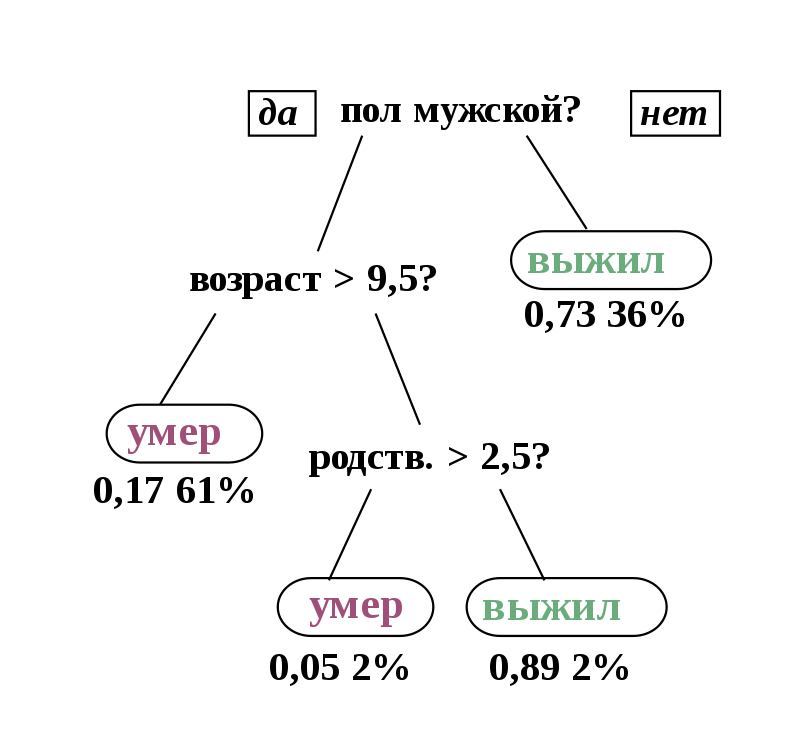 да пол мужской? нет
выжил
0,73 36%
возраст > 9,5?
умер
0,17 61%
родств. > 2,5?
умер выжил
0,05 2% 0,89 2%